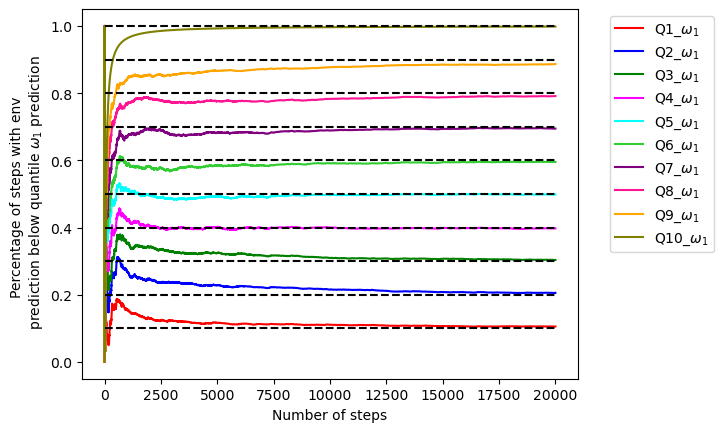 1.0
0.8
0.6
0.4
0.2
0.0
Percentage of steps with env
prediction below quantile ω₁ prediction
0 2500 5000 7500 10000 12500 15000 17500 20000
Number of steps
Q1_ω₁
Q2_ω₁
Q3_ω₁
Q4_ω₁
Q5_ω₁
Q6_ω₁
Q7_ω₁
Q8_ω₁
Q9_ω₁
Q10_ω₁